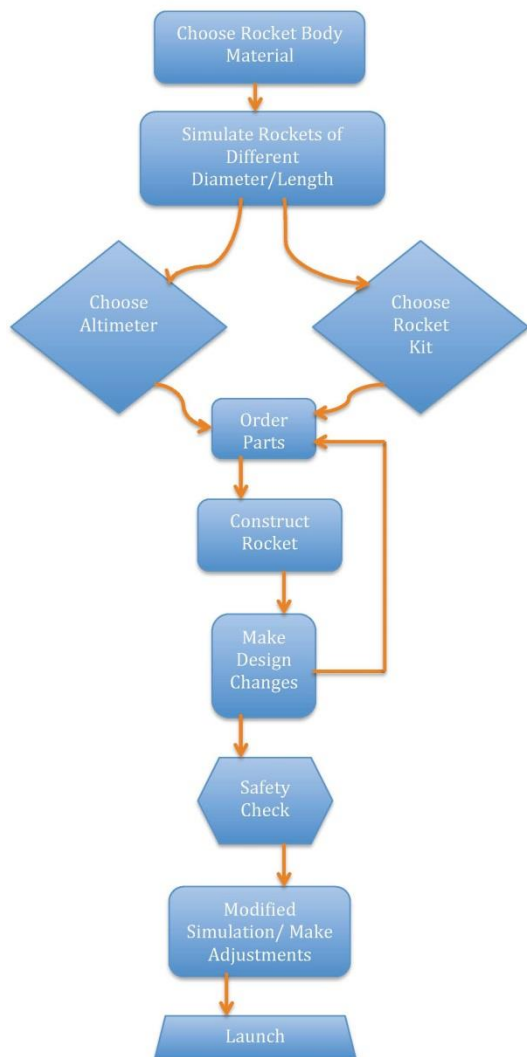 Choose Rocket Body
Material
Simulate Rockets of
Different
Diameter/Length
Choose
Altimeter
Choose
Rocket
Kit
Order
Parts
Construct
Rocket
Make
Design
Changes
Safety
Check
Modified
Simulation/ Make
Adjustments
Launch